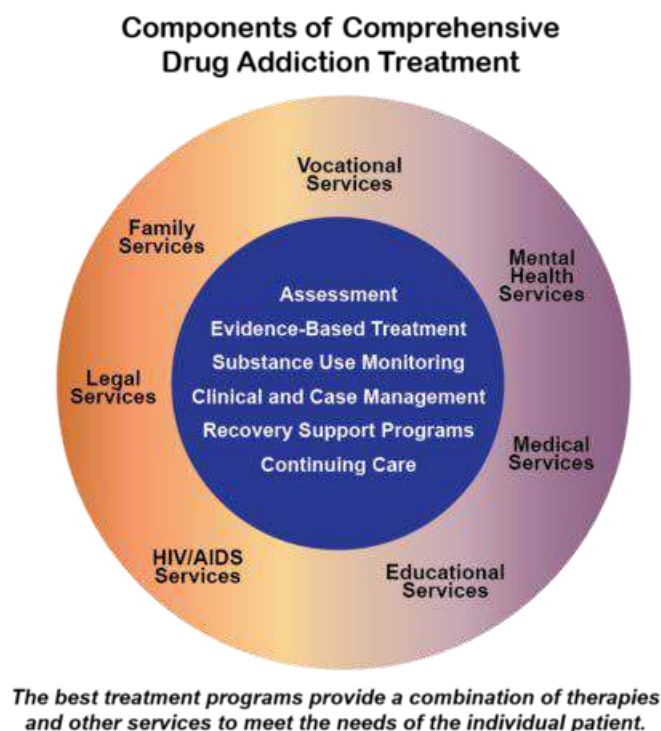 Components of Comprehensive
Drug Addiction Treatment
Vocational
Services
Family
Services
Mental
Health
Services
Assessment
Evidence-Based Treatment
Substance Use Monitoring
Clinical and Case Management
Recovery Support Programs
Continuing Care
Legal
Services
Medical
Services
HIV/AIDS
Services
Educational
Services
The best treatment programs provide a combination of therapies
and other services to meet the needs of the individual patient.